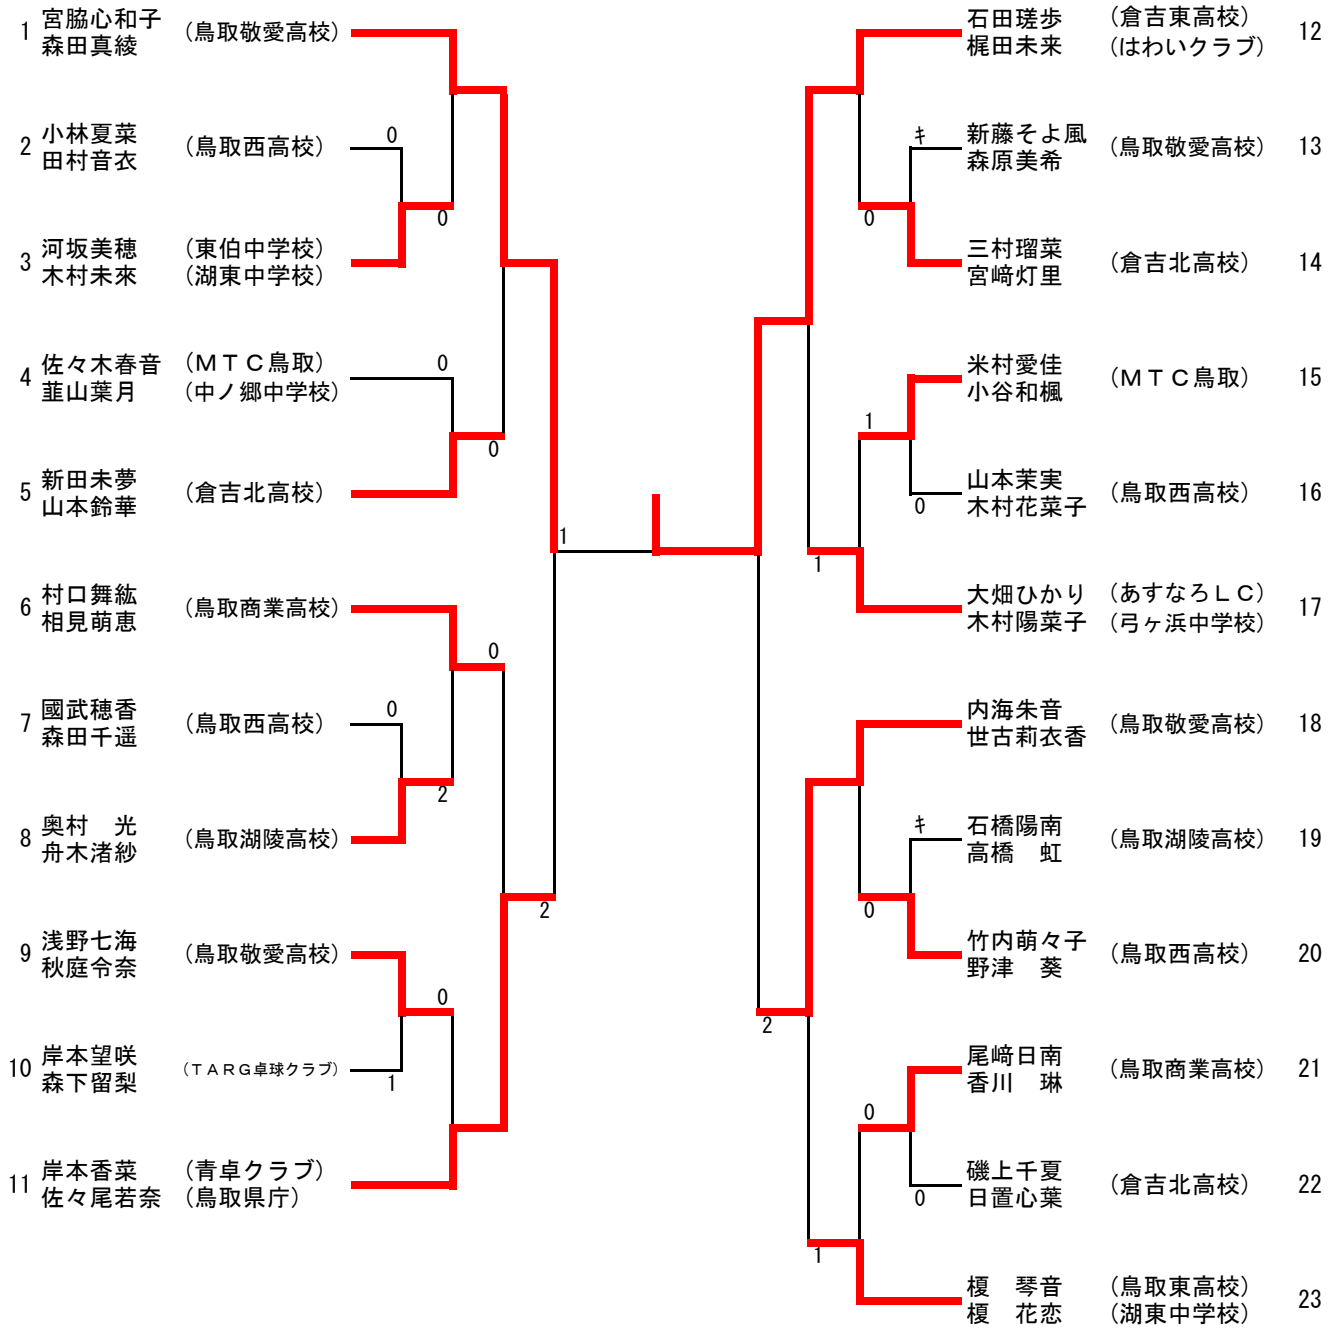 1 宮脇心和子 (鳥取敬愛高校)
森田真綾
2 小林夏菜 (鳥取西高校) 0
田村音衣
0
3 河坂美穂 (東伯中学校)
木村未來 (湖東中学校)
4 佐々木春音 (ＭＴＣ鳥取) 0
韮山葉月 (中ノ郷中学校)
0
5 新田未夢 (倉吉北高校)
山本鈴華
1
6 村口舞紘 (鳥取商業高校)
相見萌恵
0
7 國武穂香 (鳥取西高校) 0
森田千遥
2
8 奥村　光 (鳥取湖陵高校)
舟木渚紗
2
9 浅野七海 (鳥取敬愛高校)
秋庭令奈
0
10 岸本望咲 (ＴＡＲＧ卓球クラブ) 1
森下留梨
11 岸本香菜 (青卓クラブ)
佐々尾若奈 (鳥取県庁)
石田瑳歩 (倉吉東高校) 12
梶田未来 (はわいクラブ)
キ 新藤そよ風 (鳥取敬愛高校) 13
森原美希
0
三村瑠菜 (倉吉北高校) 14
宮﨑灯里
米村愛佳 (ＭＴＣ鳥取) 15
小谷和楓
1
山本茉実 (鳥取西高校) 16
0 木村花菜子
1
大畑ひかり (あすなろＬＣ) 17
木村陽菜子 (弓ヶ浜中学校)
内海朱音 (鳥取敬愛高校) 18
世古莉衣香
キ 石橋陽南 (鳥取湖陵高校) 19
高橋　虹
0
竹内萌々子 (鳥取西高校) 20
野津　葵
2
尾﨑日南 (鳥取商業高校) 21
香川　琳
0
磯上千夏 (倉吉北高校) 22
0 日置心葉
1
榎　琴音 (鳥取東高校) 23
榎　花恋 (湖東中学校)